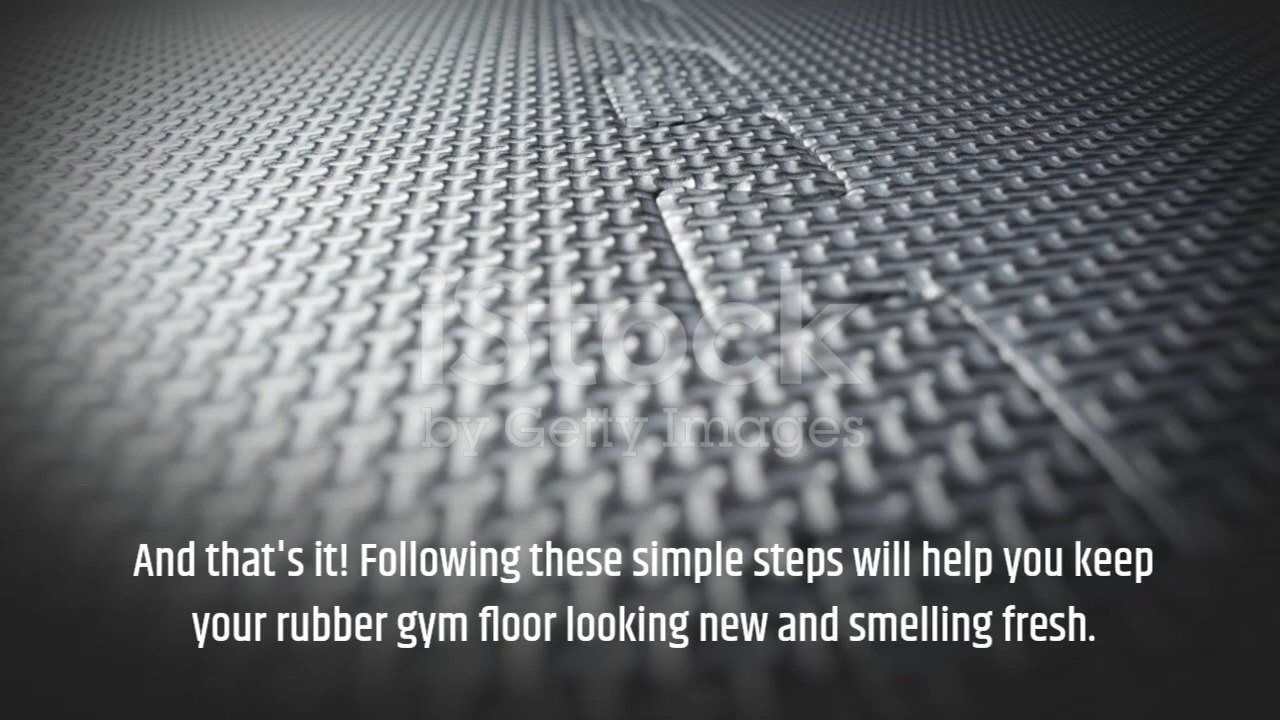 iStock
by Getty Images
And that's it! Following these simple steps will help you keep
your rubber gym floor looking new and smelling fresh.